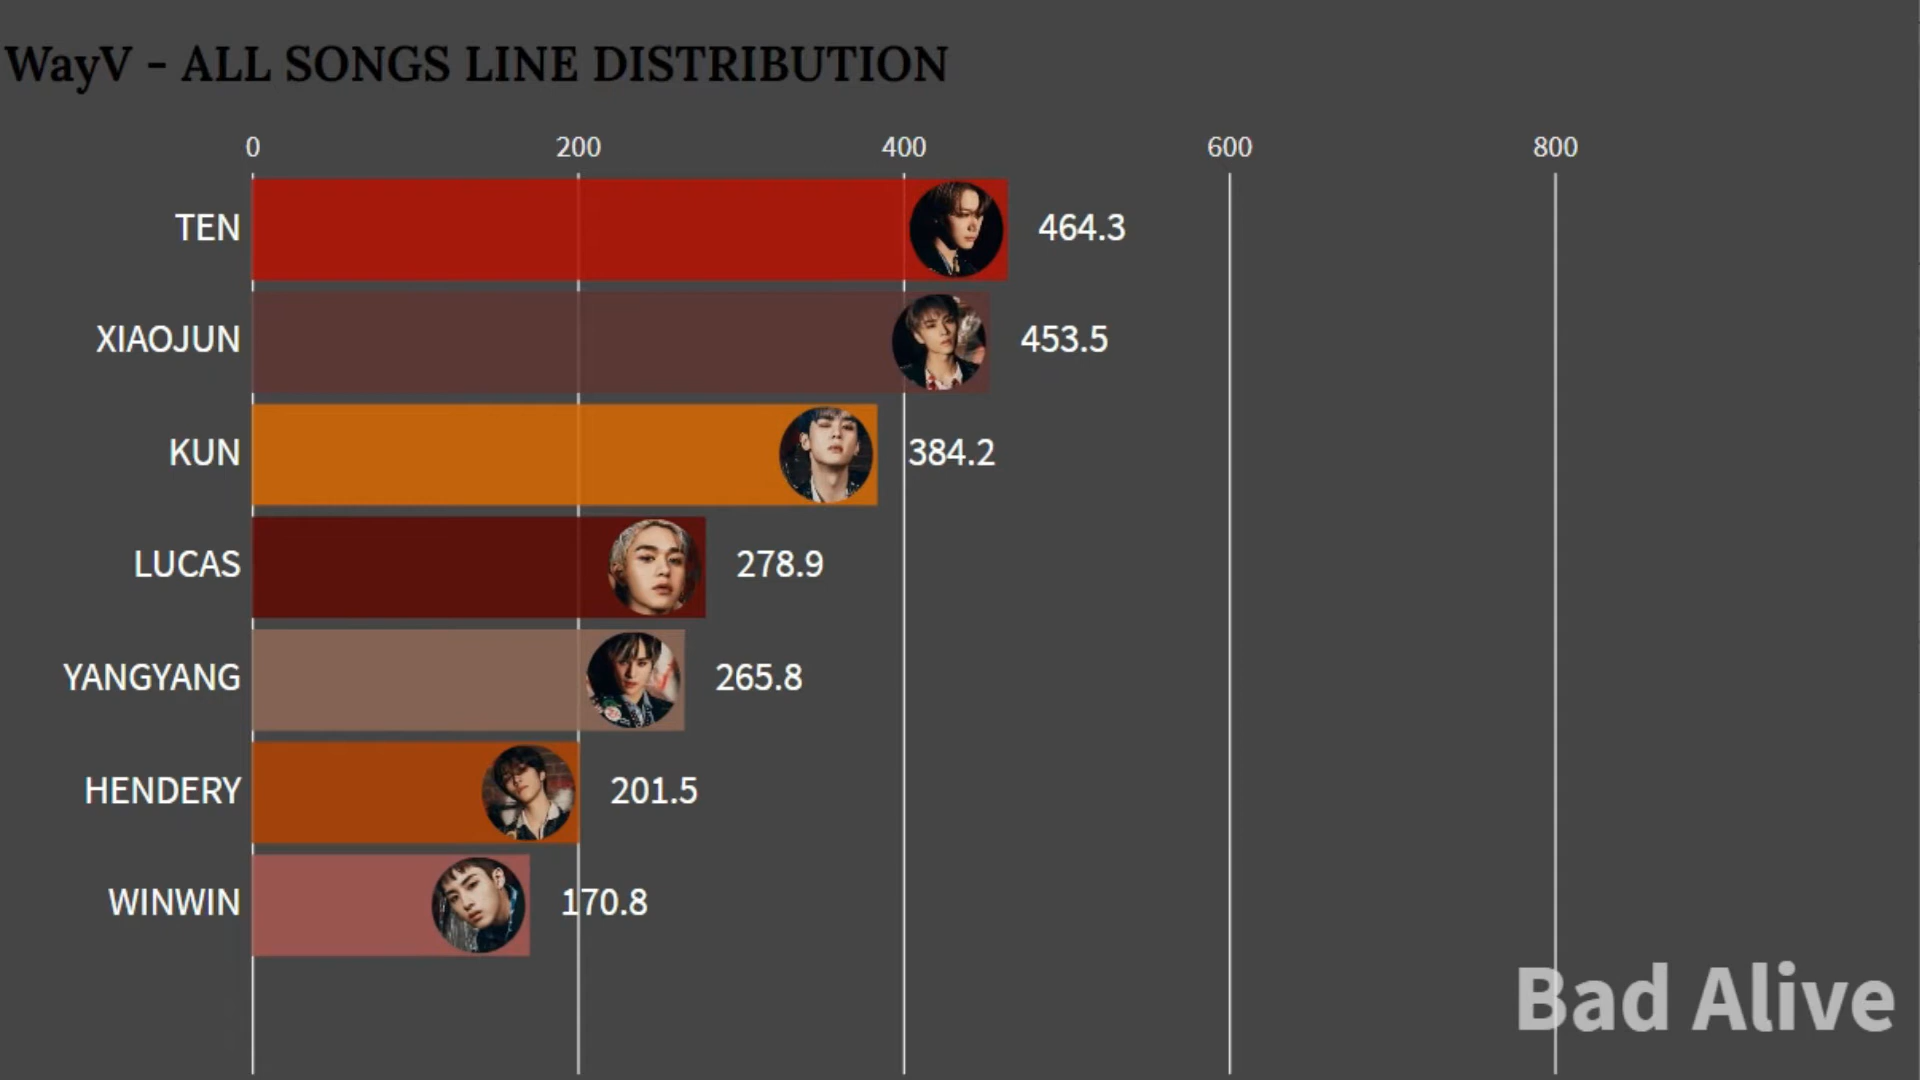 WayV - ALL SONGS LINE DISTRIBUTION
0 200 400 600 800
TEN 464.3
XIAOJUN 453.5
KUN 384.2
LUCAS 278.9
YANGYANG 265.8
HENDERY 201.5
WINWIN 170.8
Bad Alive